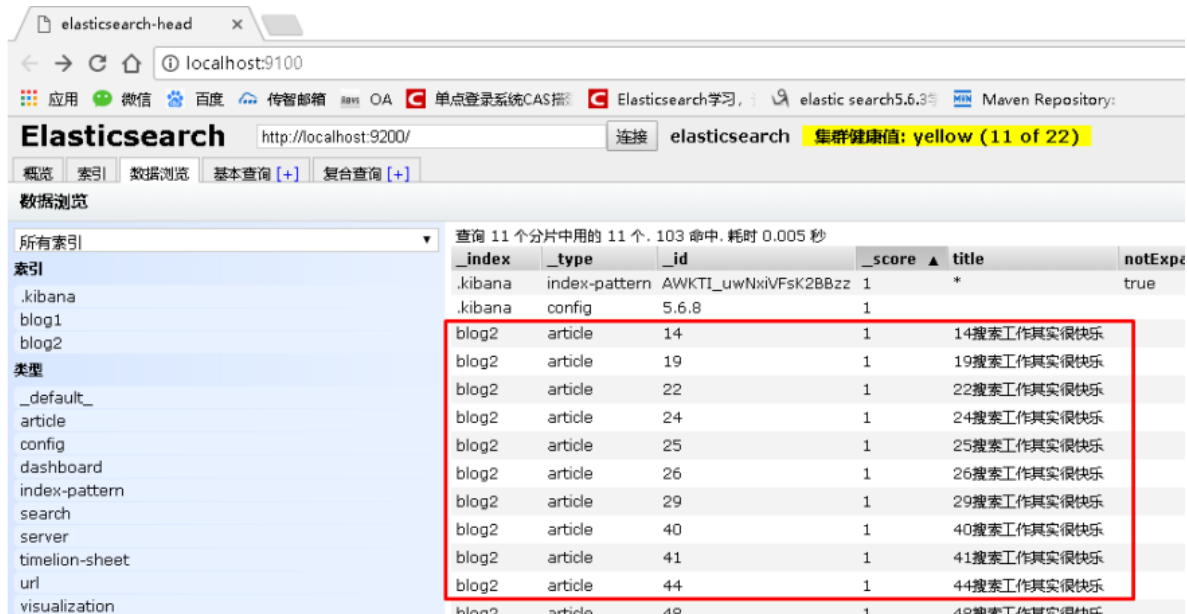 elasticsearch-head ×
localhost:9100
应用 微信 百度 传智邮箱 OA 单点登录系统CAS Elasticsearch学习, elastic search5.6.3 Maven Repository:
Elasticsearch http://localhost:9200/ 连接 elasticsearch 集群健康值: yellow (11 of 22)
概览 索引 数据浏览 基本查询 [+] 复合查询 [+]
数据浏览
所有索引
索引
.kibana
blog1
blog2
类型
_default_
article
config
dashboard
index-pattern
search
server
timelion-sheet
url
visualization
查询 11 个分片中用的 11 个. 103 命中. 耗时 0.005 秒
_index _type _id _score ▲ title notExpa
.kibana index-pattern AWKTI_uwNxiVFsK2BBzz 1 * true
.kibana config 5.6.8 1
blog2 article 14 1 14搜索工作其实很快乐
blog2 article 19 1 19搜索工作其实很快乐
blog2 article 22 1 22搜索工作其实很快乐
blog2 article 24 1 24搜索工作其实很快乐
blog2 article 25 1 25搜索工作其实很快乐
blog2 article 26 1 26搜索工作其实很快乐
blog2 article 29 1 29搜索工作其实很快乐
blog2 article 40 1 40搜索工作其实很快乐
blog2 article 41 1 41搜索工作其实很快乐
blog2 article 44 1 44搜索工作其实很快乐
blog2 article 48 1 48搜索工作其实很快乐